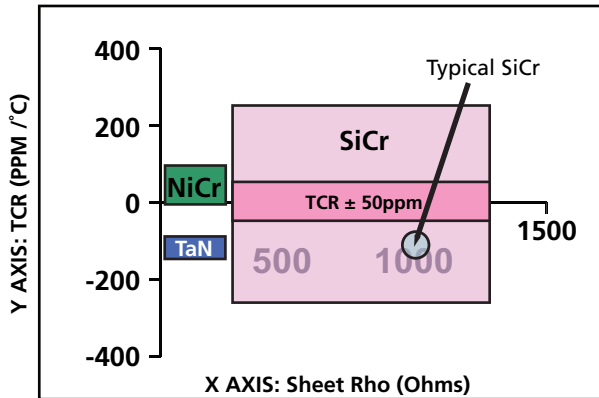 400
Typical SiCr
200
SiCr
NiCr
TCR ± 50ppm
0
1500
TaN
500 1000
-200
-400
Y AXIS: TCR (PPM /˚C)
X AXIS: Sheet Rho (Ohms)